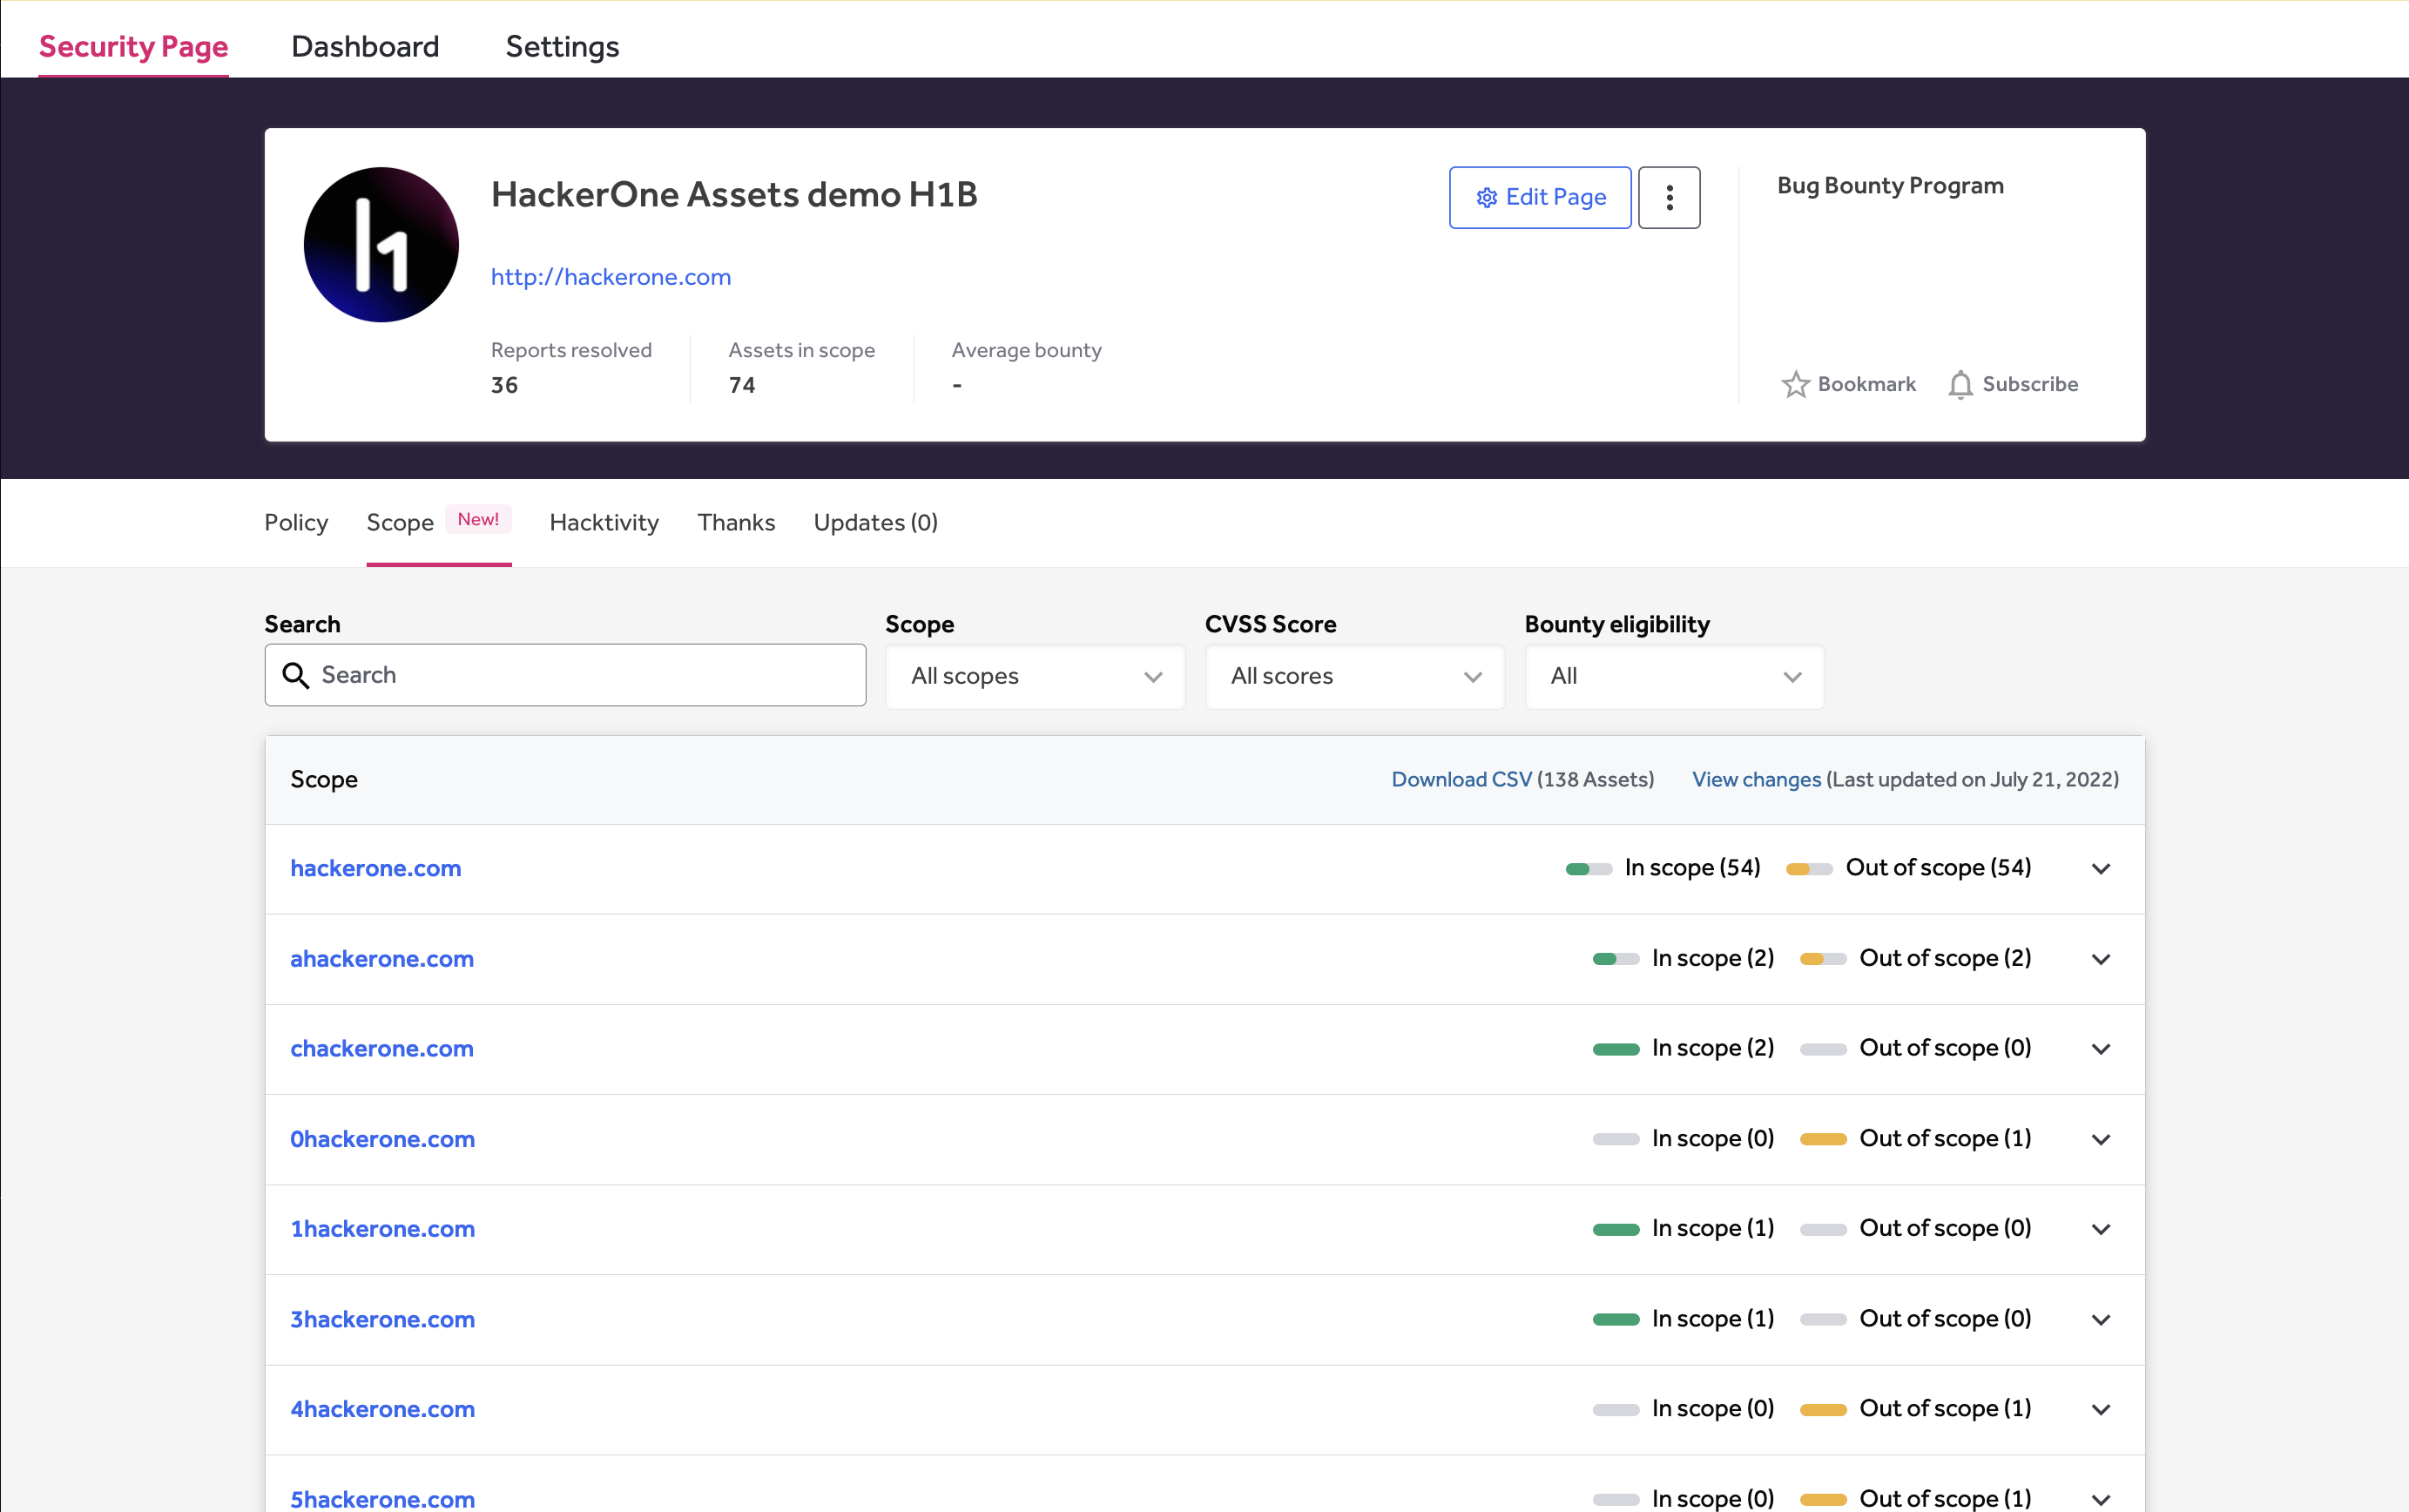 Security Page Dashboard Settings
HackerOne Assets demo H1B
Edit Page
Bug Bounty Program
http://hackerone.com
Reports resolved Assets in scope Average bounty
36 74 -
Bookmark Subscribe
Policy Scope New! Hacktivity Thanks Updates (0)
Search Scope CVSS Score Bounty eligibility
Search All scopes All scores All
Scope Download CSV (138 Assets) View changes (Last updated on July 21, 2022)
hackerone.com In scope (54) Out of scope (54)
ahackerone.com In scope (2) Out of scope (2)
chackerone.com In scope (2) Out of scope (0)
0hackerone.com In scope (0) Out of scope (1)
1hackerone.com In scope (1) Out of scope (0)
3hackerone.com In scope (1) Out of scope (0)
4hackerone.com In scope (0) Out of scope (1)
5hackerone.com In scope (0) Out of scope (1)